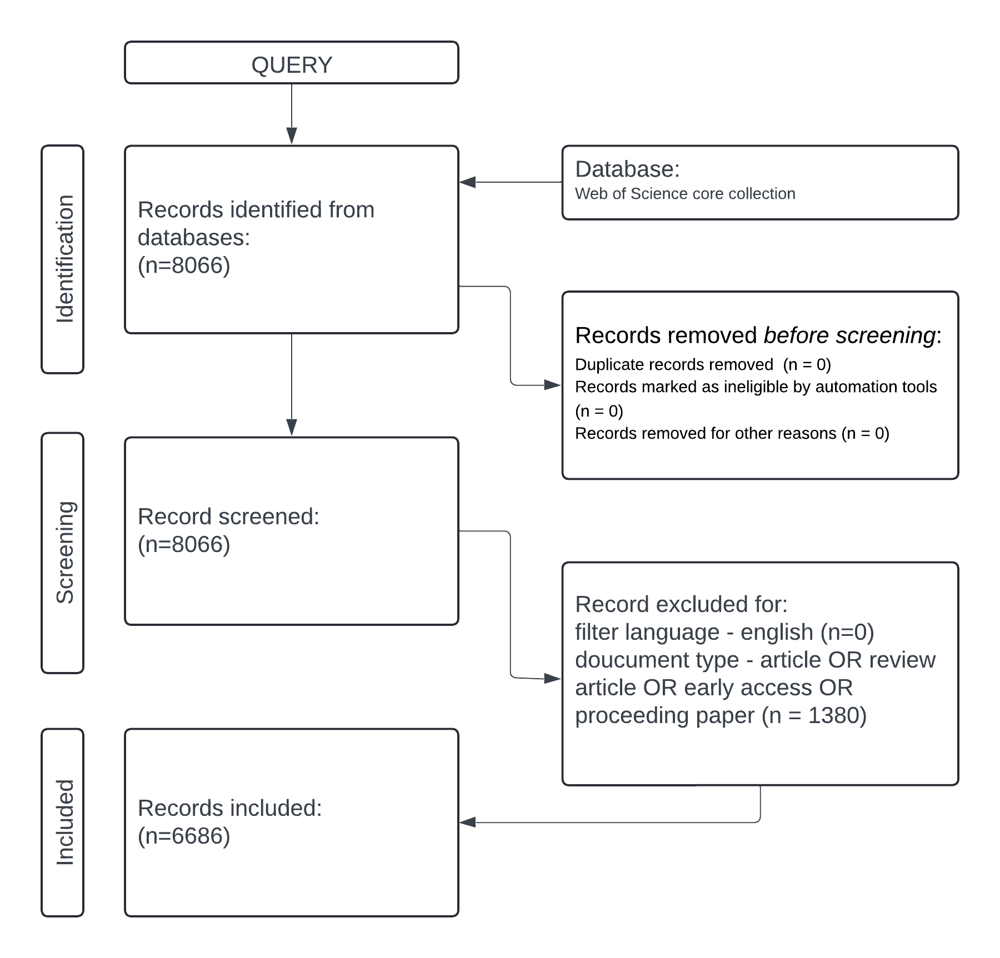 QUERY
Identification
Records identified from
databases:
(n=8066)
Database:
Web of Science core collection
Records removed before screening:
Duplicate records removed  (n = 0)
Records marked as ineligible by automation tools
(n = 0)
Records removed for other reasons (n = 0)
Screening
Record screened:
(n=8066)
Record excluded for:
filter language - english (n=0)
doucument type - article OR review
article OR early access OR
proceeding paper (n = 1380)
Included
Records included:
(n=6686)